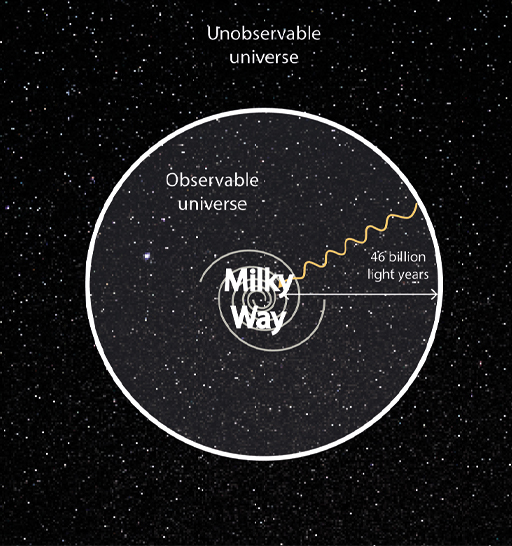 Unobservable
universe
Observable
universe
46 billion
light years
Milky
Way